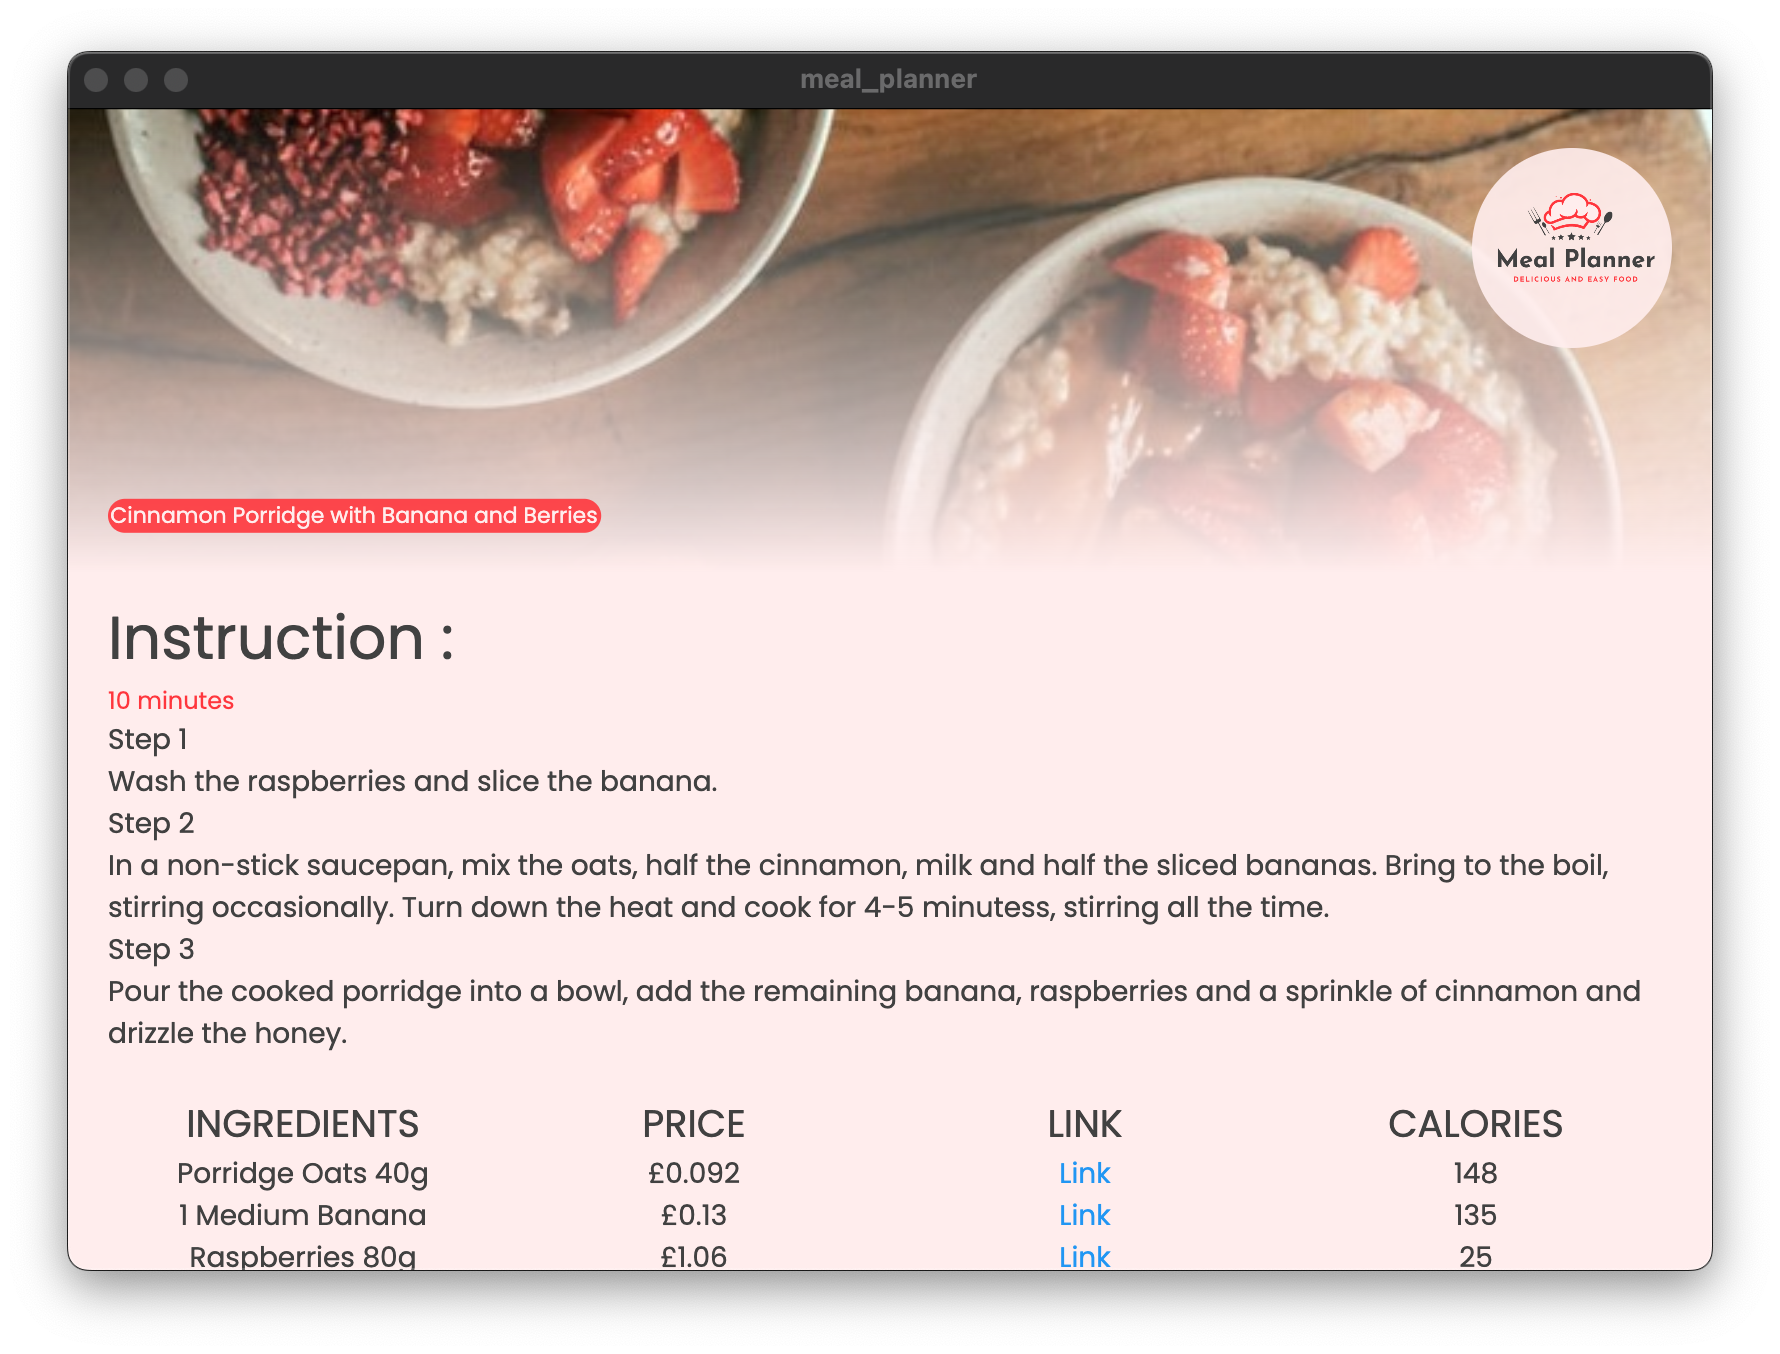 meal_planner
Meal Planner
DELICIOUS AND EASY FOOD
Cinnamon Porridge with Banana and Berries
Instruction :
10 minutes
Step 1
Wash the raspberries and slice the banana.
Step 2
In a non-stick saucepan, mix the oats, half the cinnamon, milk and half the sliced bananas. Bring to the boil,
stirring occasionally. Turn down the heat and cook for 4-5 minutess, stirring all the time.
Step 3
Pour the cooked porridge into a bowl, add the remaining banana, raspberries and a sprinkle of cinnamon and
drizzle the honey.
INGREDIENTS PRICE LINK CALORIES
Porridge Oats 40g £0.092 Link 148
1 Medium Banana £0.13 Link 135
Raspberries 80g £1.06 Link 25